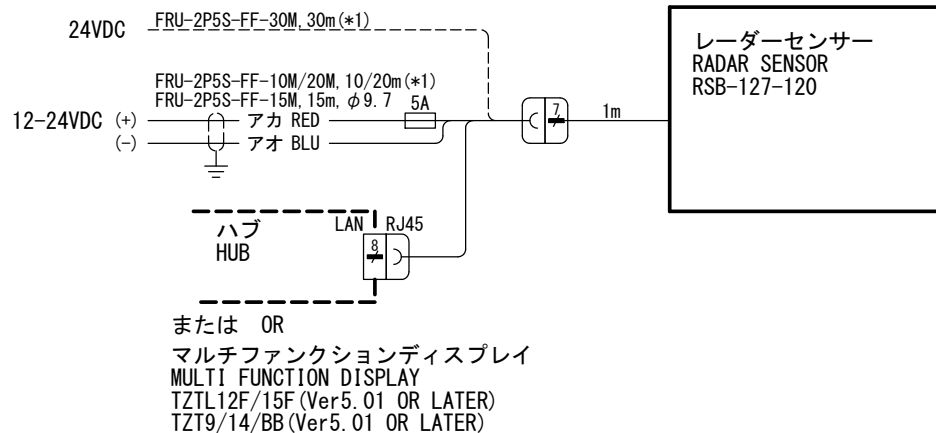 24VDC
FRU-2P5S-FF-30M, 30m(*1)
FRU-2P5S-FF-10M/20M, 10/20m(*1)
FRU-2P5S-FF-15M, 15m, φ9.7
5A
12-24VDC (+)
アカ RED
(-)
アオ BLU
7
1m
レーダーセンサー
RADAR SENSOR
RSB-127-120
ハブ
HUB
LAN
RJ45
8
または OR
マルチファンクションディスプレイ
MULTI FUNCTION DISPLAY
TZTL12F/15F(Ver5.01 OR LATER)
TZT9/14/BB(Ver5.01 OR LATER)